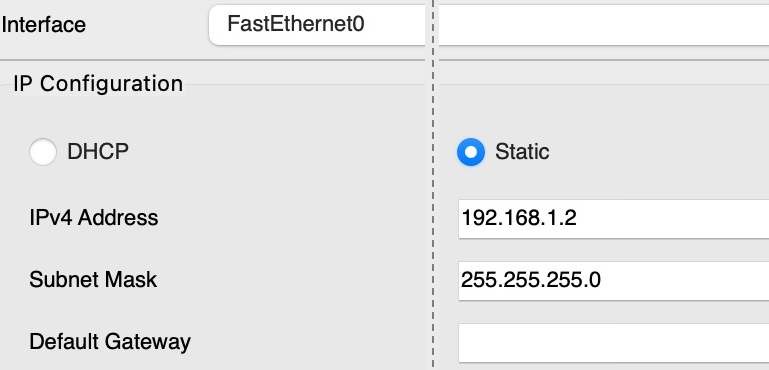 Interface FastEthernet0
IP Configuration
DHCP Static
IPv4 Address 192.168.1.2
Subnet Mask 255.255.255.0
Default Gateway